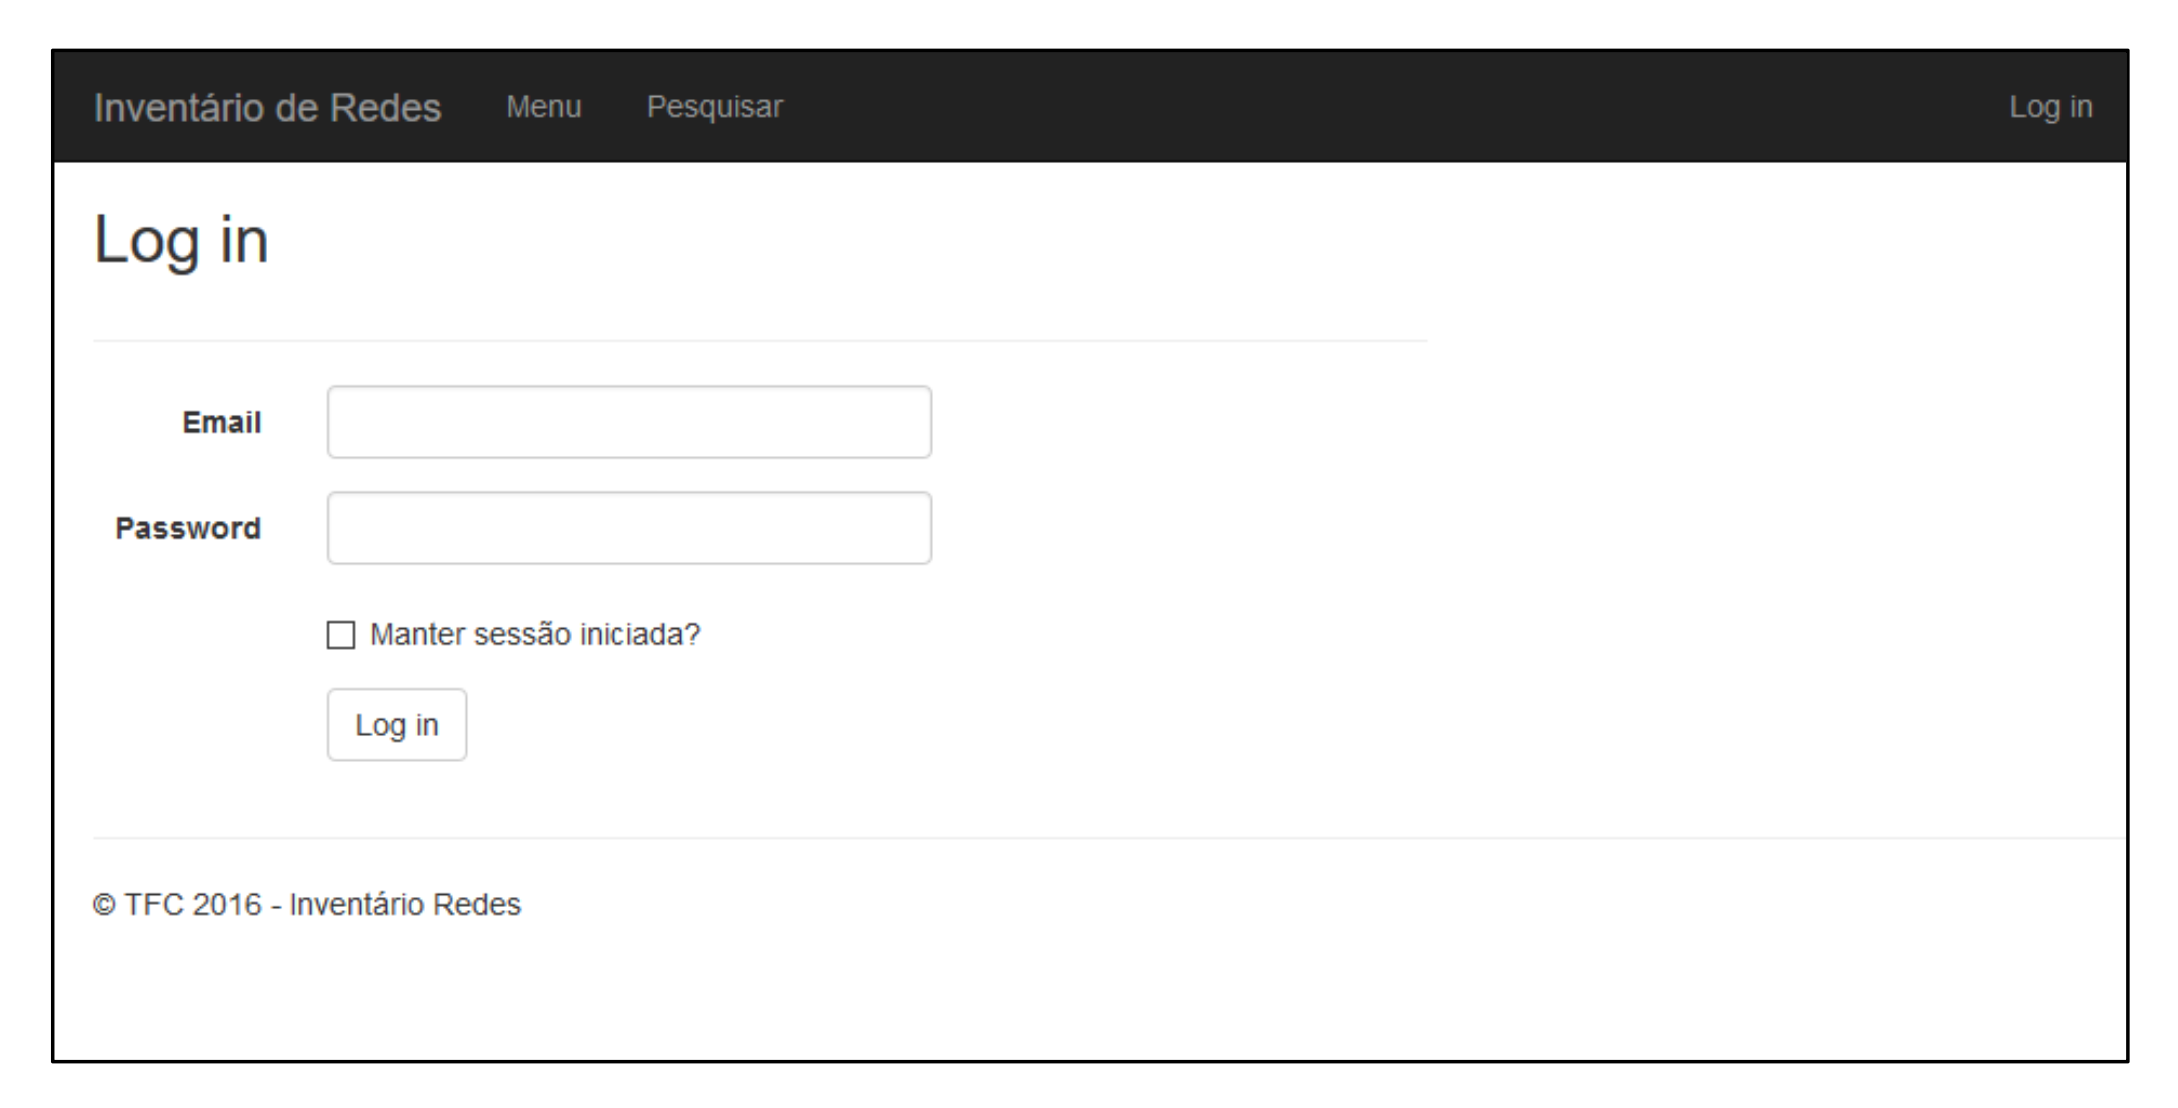 Inventário de Redes Menu Pesquisar Log in
Log in
Email
Password
Manter sessão iniciada?
Log in
© TFC 2016 - Inventário Redes